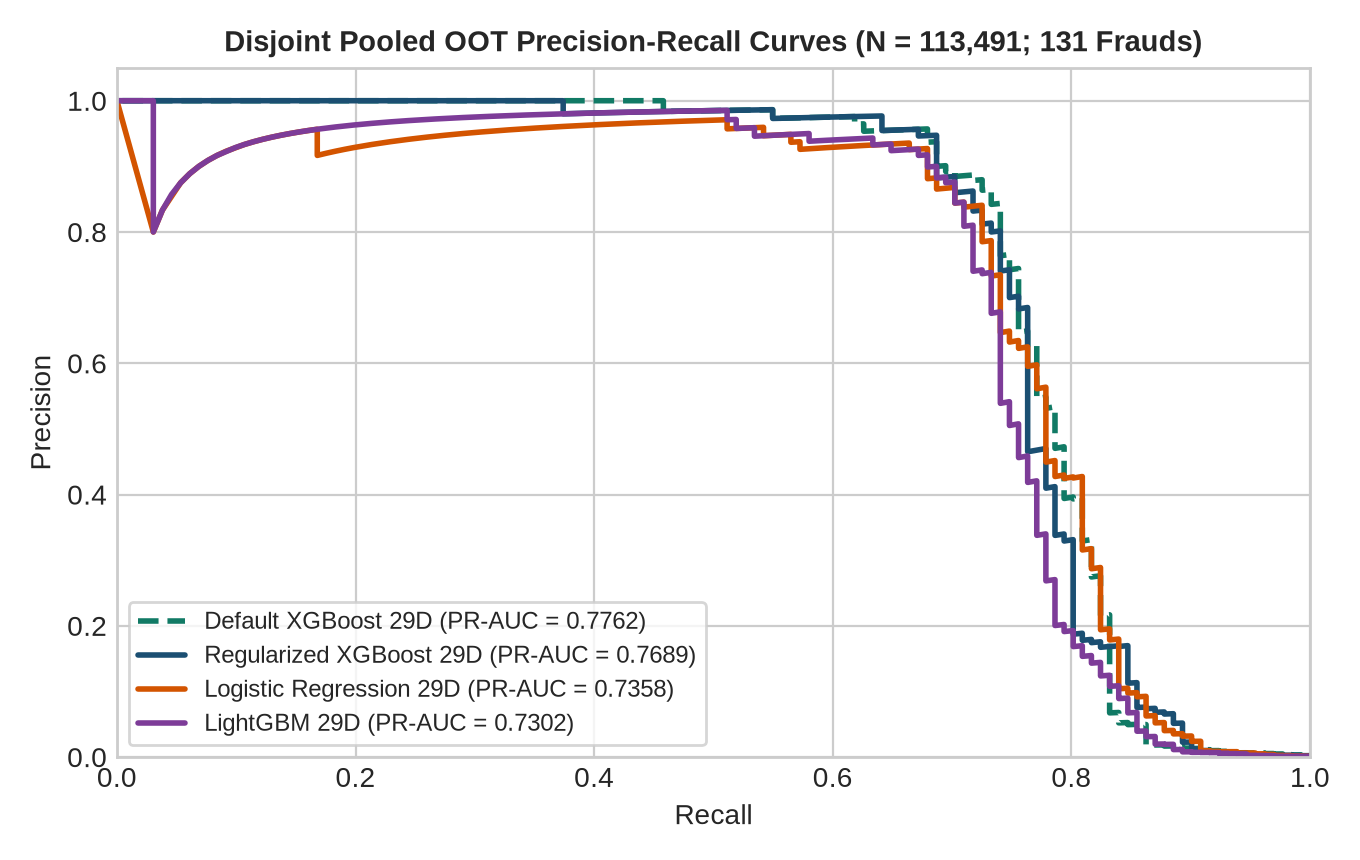 Disjoint Pooled OOT Precision-Recall Curves (N = 113,491; 131 Frauds)
1.0
0.8
0.6
0.4
0.2
0.0
Precision
Default XGBoost 29D (PR-AUC = 0.7762)
Regularized XGBoost 29D (PR-AUC = 0.7689)
Logistic Regression 29D (PR-AUC = 0.7358)
LightGBM 29D (PR-AUC = 0.7302)
0.0 0.2 0.4 0.6 0.8 1.0
Recall